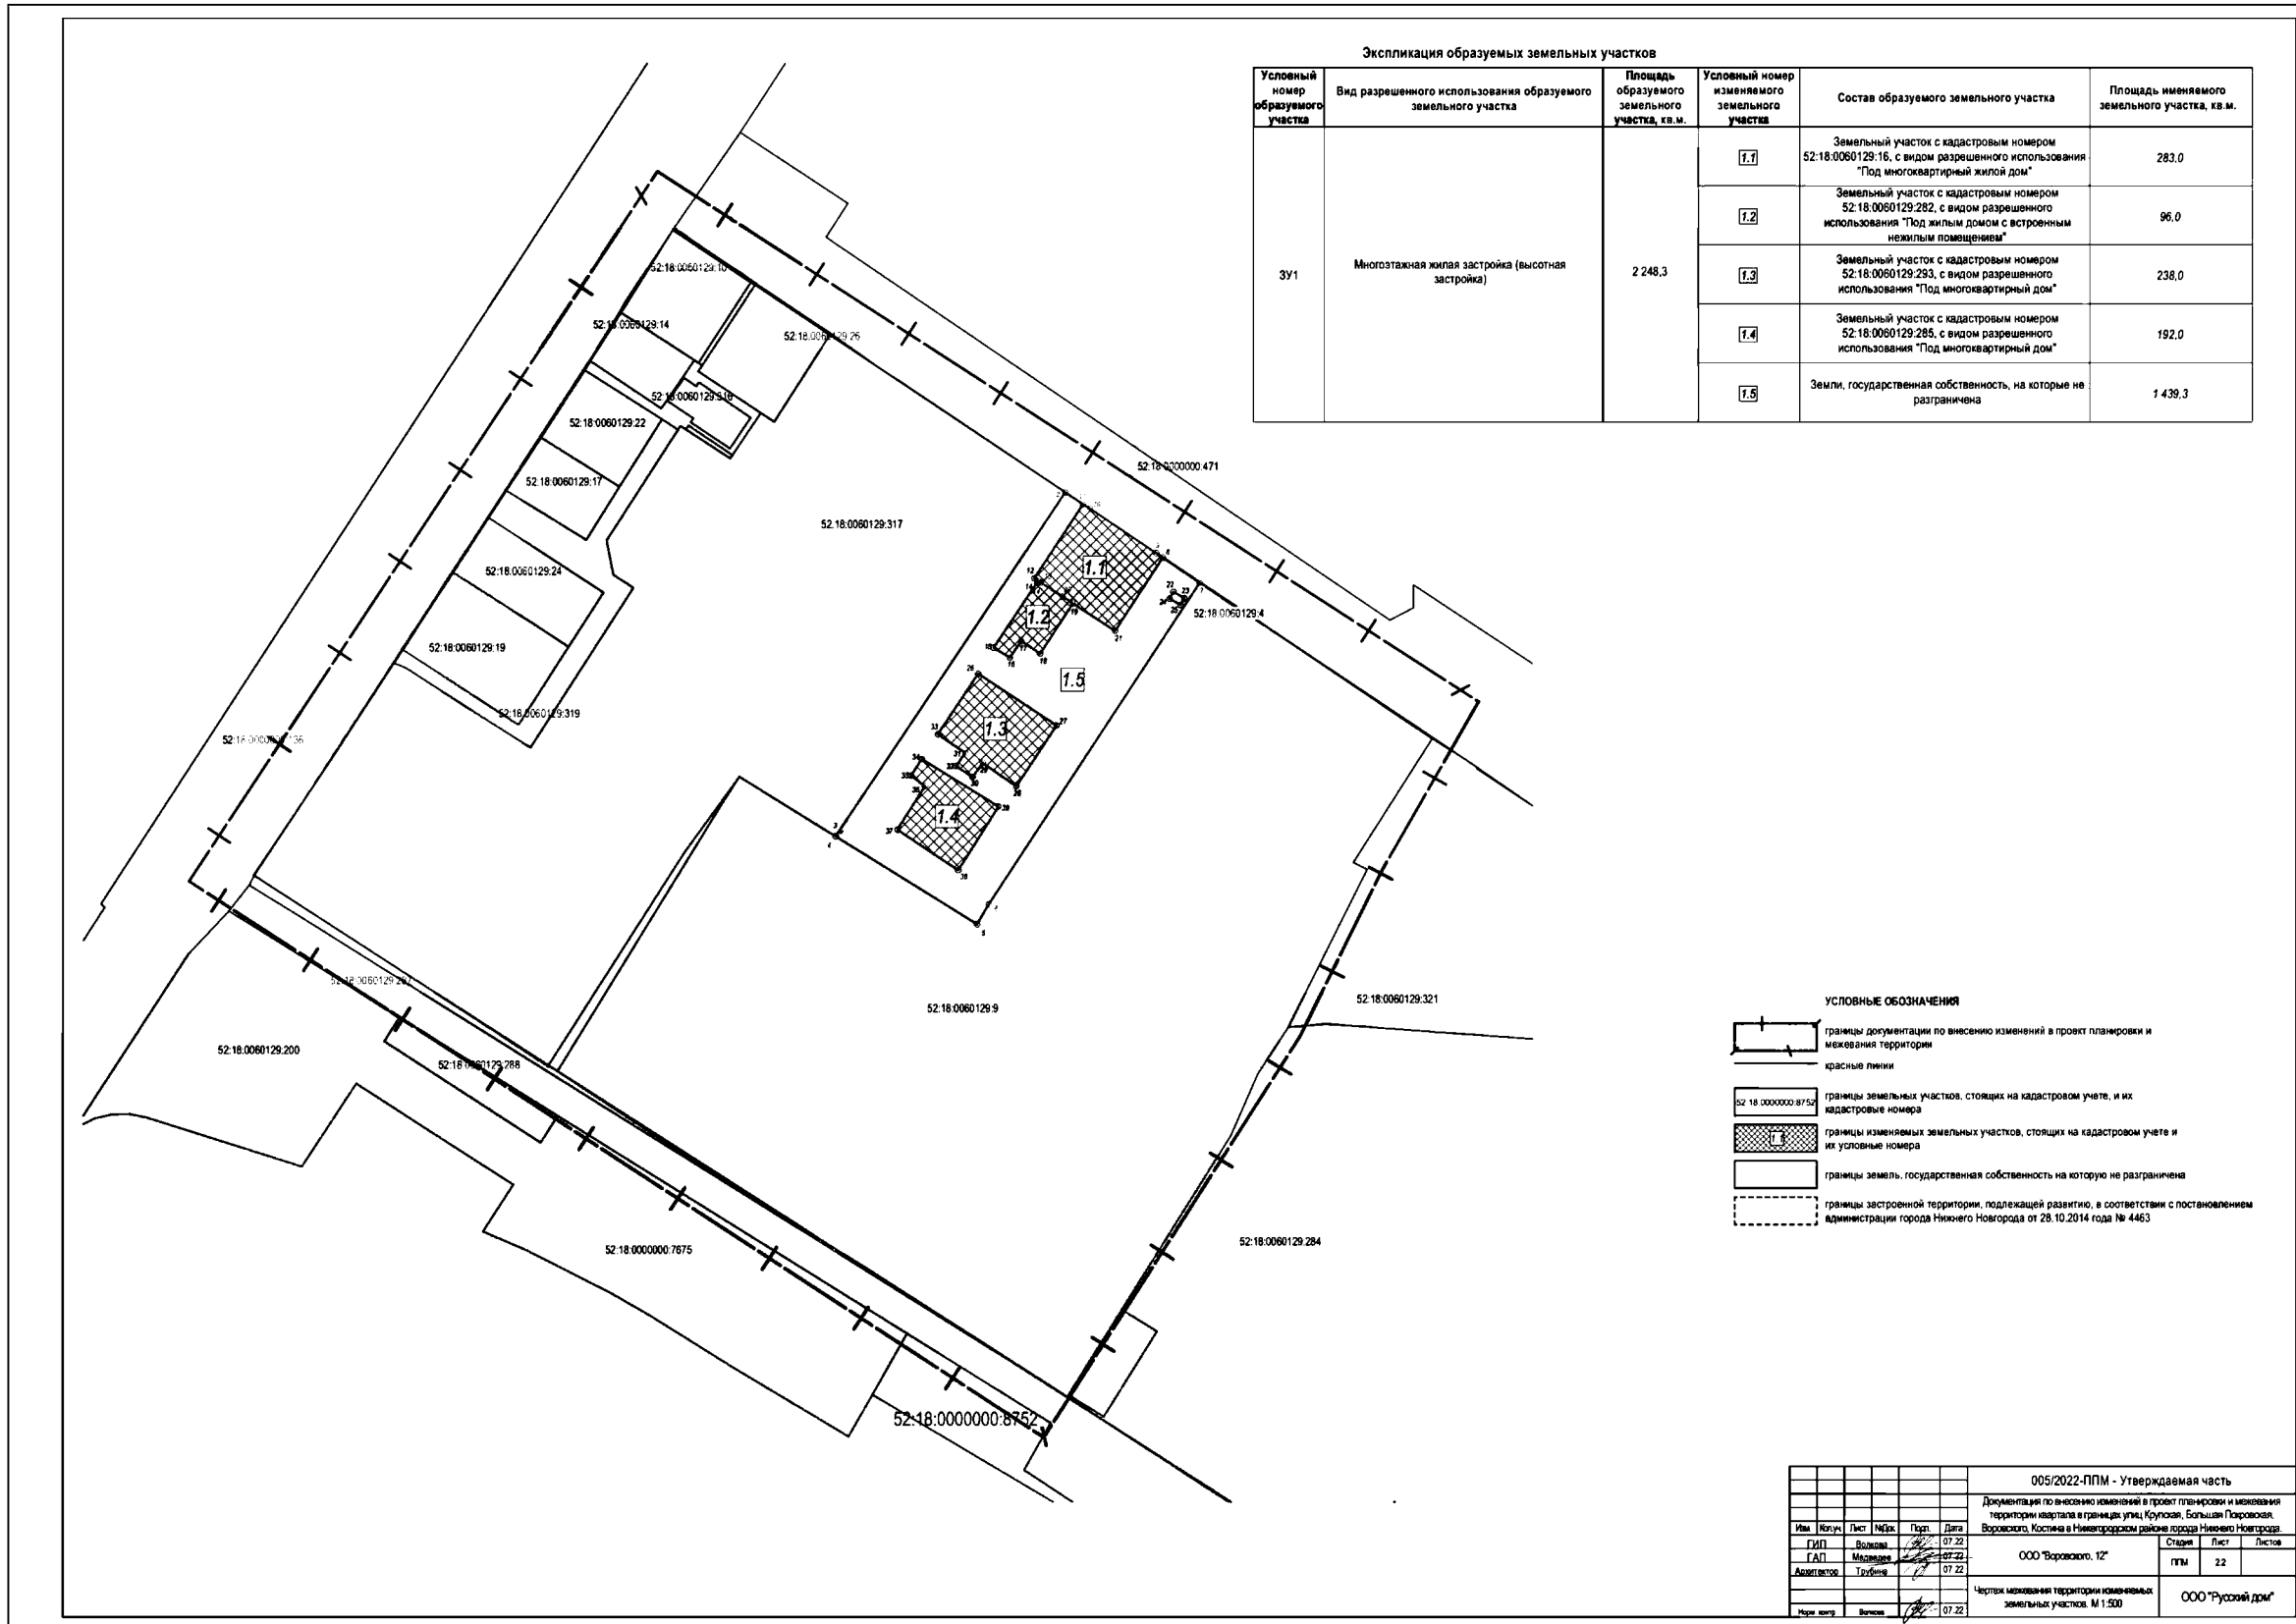 Экспликация образуемых земельных участков
Условный
номер
образуемого
участка
Вид разрешенного использования образуемого
земельного участка
Площадь
образуемого
земельного
участка, кв.м.
Условный номер
изменяемого
земельного
участка
Состав образуемого земельного участка
Площадь именяемого
земельного участка, кв.м.
ЗУ1
Многоэтажная жилая застройка (высотная
застройка)
2 248,3
1.1
Земельный участок с кадастровым номером
52:18:0060129:16, с видом разрешенного использования
"Под многоквартирный жилой дом"
283,0
1.2
Земельный участок с кадастровым номером
52:18:0060129:282, с видом разрешенного
использования "Под жилым домом с встроенным
нежилым помещением"
96,0
1.3
Земельный участок с кадастровым номером
52:18:0060129:293, с видом разрешенного
использования "Под многоквартирный дом"
238,0
1.4
Земельный участок с кадастровым номером
52:18:0060129:285, с видом разрешенного
использования "Под многоквартирный дом"
192,0
1.5
Земли, государственная собственность, на которые не
разграничена
1 439,3
52:18:0060129:14
52:18:0060129:26
52:18:0060129:316
52:18:0060129:22
52:18:0000000:471
52:18:0060129:17
52:18:0060129:317
1.1
52:18:0060129:24
1.2
52:18:0060129:4
52:18:0060129:19
1.5
52:18:0060129:319
1.3
1.4
52:18:0060129:9
52:18:0060129:321
52:18:0060129:200
52:18:0060129:288
52:18:0060129:284
52:18:0000000:7675
52:18:0000000:8752
УСЛОВНЫЕ ОБОЗНАЧЕНИЯ
границы документации по внесению изменений в проект планировки и
межевания территории
красные линии
52:18:0000000:8752
границы земельных участков, стоящих на кадастровом учете, и их
кадастровые номера
границы изменяемых земельных участков, стоящих на кадастровом учете и
их условные номера
границы земель, государственная собственность на которую не разграничена
границы застроенной территории, подлежащей развитию, в соответствии с постановлением
администрации города Нижнего Новгорода от 28.10.2014 года № 4463
005/2022-ППМ - Утверждаемая часть
Документация по внесению изменений в проект планировки и межевания
территории квартала в границах улиц Крупская, Большая Покровская,
Воровского, Костина в Нижегородском районе города Нижнего Новгорода.
Изм Кол.уч Лист №Док Подп. Дата
ГИП Волкова 07.22
ГАП Медведев 07.22
Архитектор Трубина 07.22
ООО "Воровского, 12"
Стадия Лист Листов
ППМ 22
Чертеж межевания территории изменяемых
земельных участков. М 1:500
ООО "Русский дом"
Норм. контр Волкова 07.22